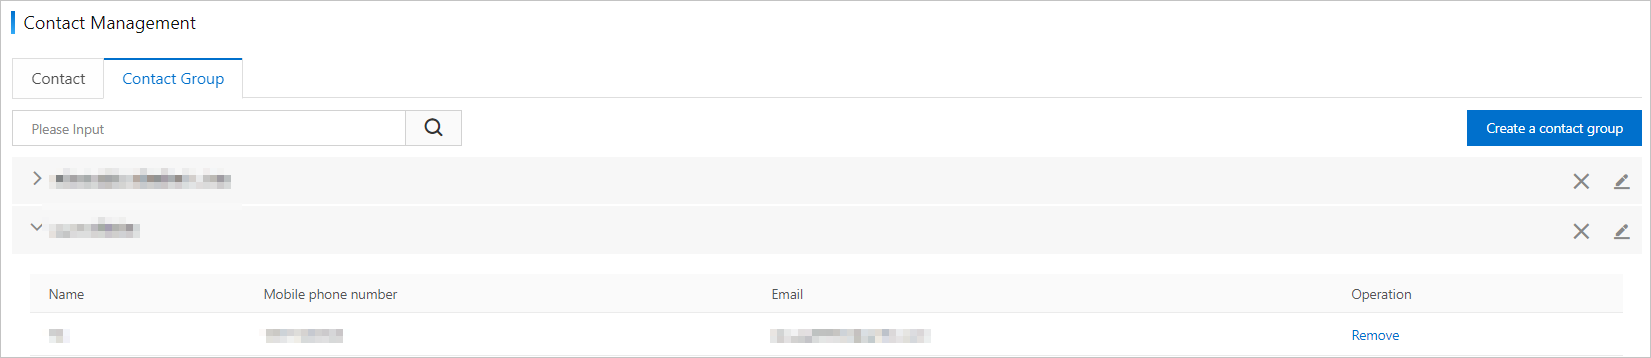 Contact Management
Contact Contact Group
Please Input
Create a contact group
Name Mobile phone number Email Operation
Remove